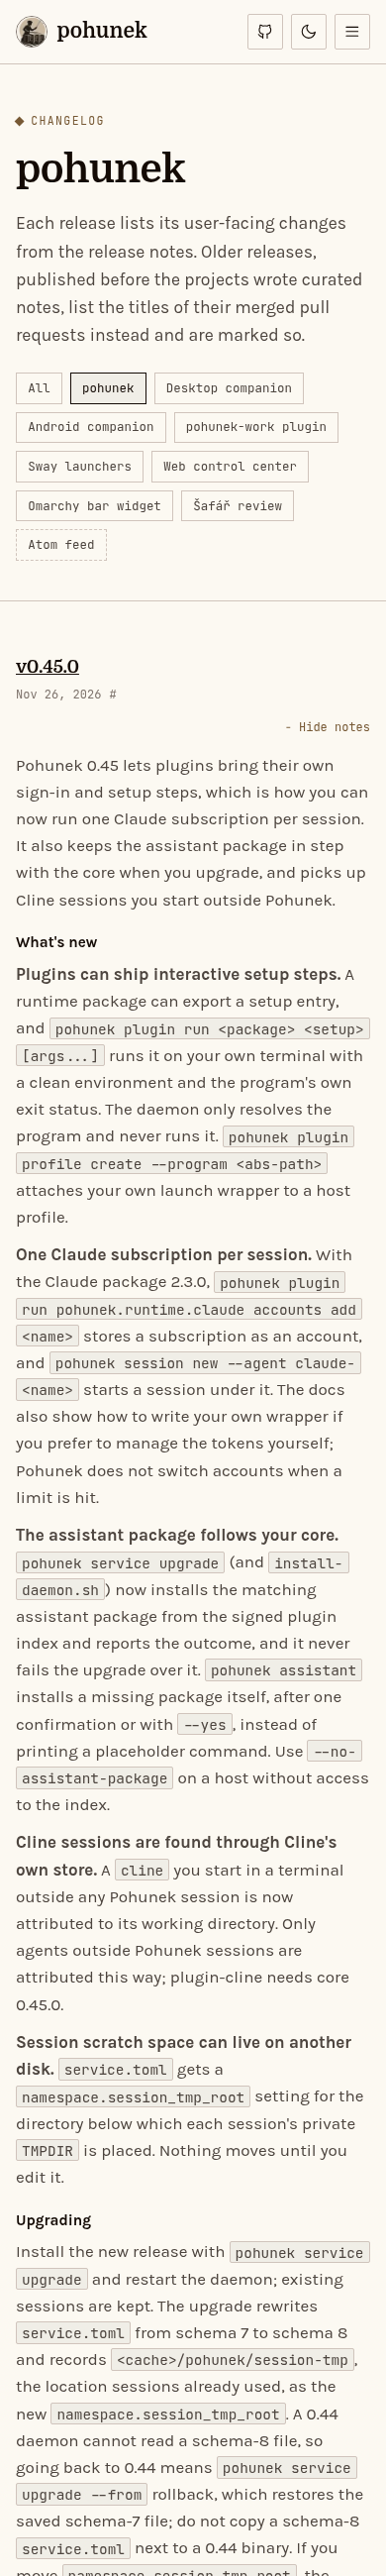 pohunek
CHANGELOG
pohunek
Each release lists its user-facing changes
from the release notes. Older releases,
published before the projects wrote curated
notes, list the titles of their merged pull
requests instead and are marked so.
All pohunek Desktop companion
Android companion pohunek-work plugin
Sway launchers Web control center
Omarchy bar widget Šafář review
Atom feed
v0.45.0
Nov 26, 2026 #
- Hide notes
Pohunek 0.45 lets plugins bring their own
sign-in and setup steps, which is how you can
now run one Claude subscription per session.
It also keeps the assistant package in step
with the core when you upgrade, and picks up
Cline sessions you start outside Pohunek.
What's new
Plugins can ship interactive setup steps. A
runtime package can export a setup entry,
and pohunek plugin run <package> <setup>
[args...] runs it on your own terminal with
a clean environment and the program's own
exit status. The daemon only resolves the
program and never runs it. pohunek plugin
profile create --program <abs-path>
attaches your own launch wrapper to a host
profile.
One Claude subscription per session. With
the Claude package 2.3.0, pohunek plugin
run pohunek.runtime.claude accounts add
<name> stores a subscription as an account,
and pohunek session new --agent claude-
<name> starts a session under it. The docs
also show how to write your own wrapper if
you prefer to manage the tokens yourself;
Pohunek does not switch accounts when a
limit is hit.
The assistant package follows your core.
pohunek service upgrade (and install-
daemon.sh) now installs the matching
assistant package from the signed plugin
index and reports the outcome, and it never
fails the upgrade over it. pohunek assistant
installs a missing package itself, after one
confirmation or with --yes, instead of
printing a placeholder command. Use --no-
assistant-package on a host without access
to the index.
Cline sessions are found through Cline's
own store. A cline you start in a terminal
outside any Pohunek session is now
attributed to its working directory. Only
agents outside Pohunek sessions are
attributed this way; plugin-cline needs core
0.45.0.
Session scratch space can live on another
disk. service.toml gets a
namespace.session_tmp_root setting for the
directory below which each session's private
TMPDIR is placed. Nothing moves until you
edit it.
Upgrading
Install the new release with pohunek service
upgrade and restart the daemon; existing
sessions are kept. The upgrade rewrites
service.toml from schema 7 to schema 8
and records <cache>/pohunek/session-tmp,
the location sessions already used, as the
new namespace.session_tmp_root. A 0.44
daemon cannot read a schema-8 file, so
going back to 0.44 means pohunek service
upgrade --from rollback, which restores the
saved schema-7 file; do not copy a schema-8
service.toml next to a 0.44 binary. If you
move namespace.session_tmp_root, the